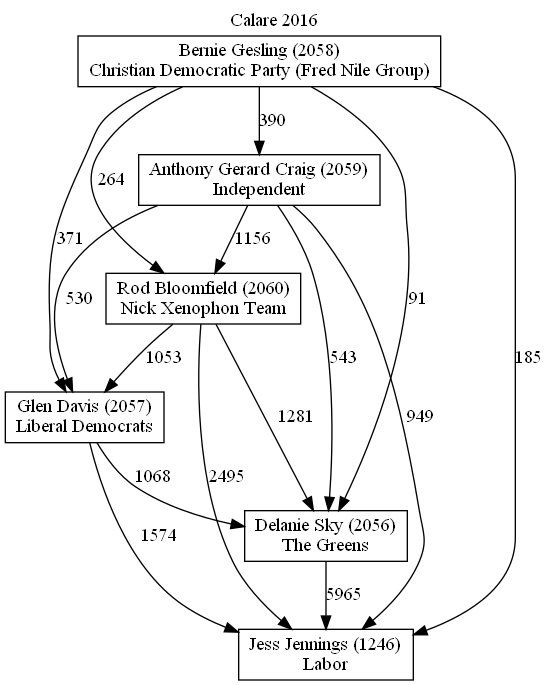 Calare 2016
Bernie Gesling (2058)
Christian Democratic Party (Fred Nile Group)
390
Anthony Gerard Craig (2059)
Independent
264
371
1156
530
Rod Bloomfield (2060)
Nick Xenophon Team
91
185
1053
543
Glen Davis (2057)
Liberal Democrats
1281
949
1068
2495
Delanie Sky (2056)
The Greens
1574
5965
Jess Jennings (1246)
Labor